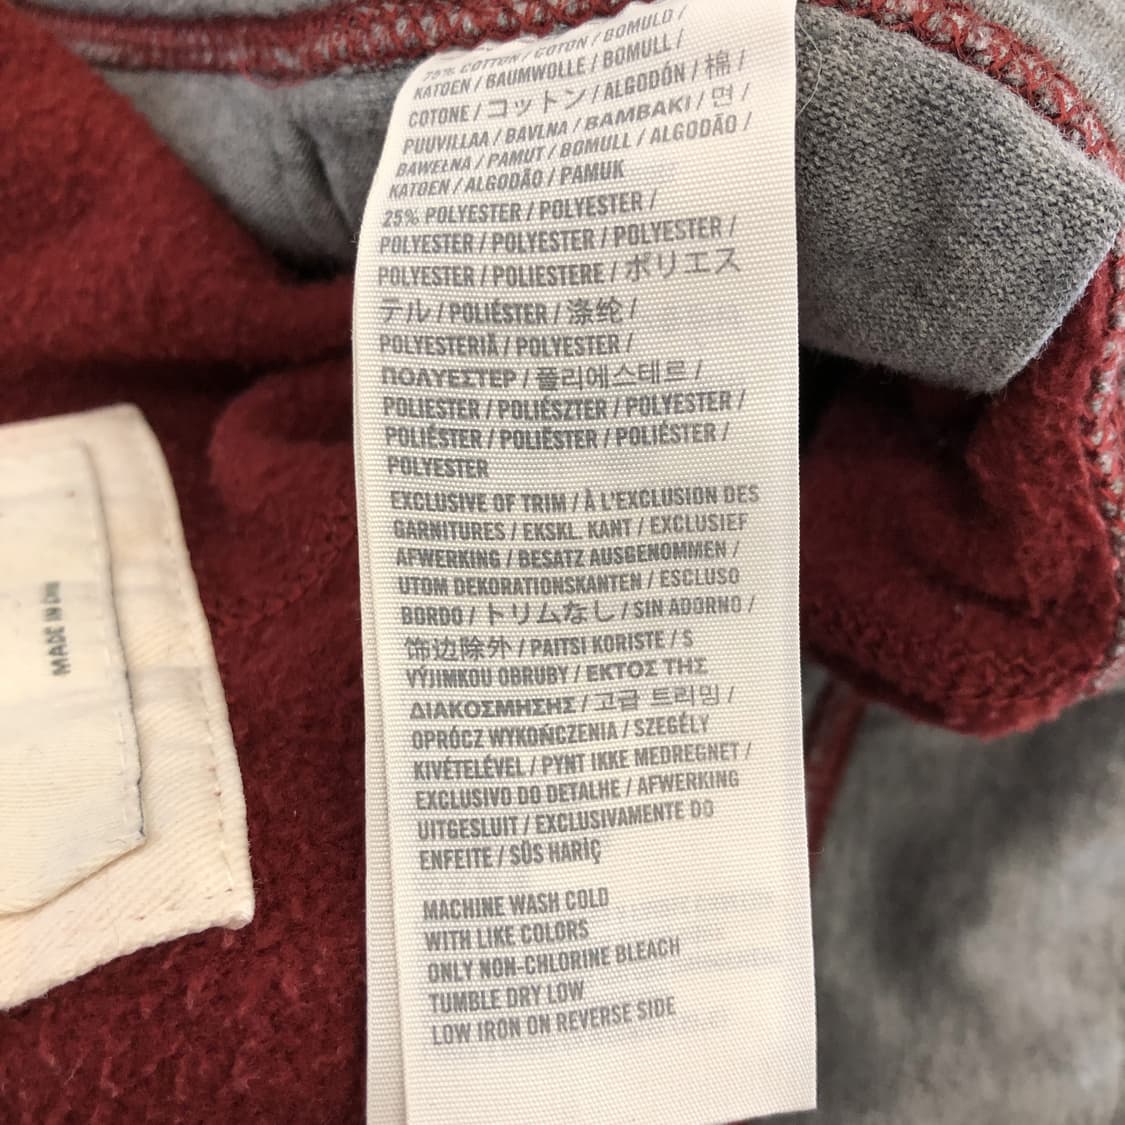 75% COTTON / COTON / BOMULD /
KATOEN / BAUMWOLLE / BOMULL /
COTONE / コットン / ALGODÓN / 棉 /
PUUVILLAA / BAVLNA / BAMBAKI / 면 /
BAWEŁNA / PAMUT / BOMULL / ALGODÃO /
KATOEN / ALGODÃO / PAMUK
25% POLYESTER / POLYESTER /
POLYESTER / POLYESTER / POLYESTER /
POLYESTER / POLIESTERE / ポリエス
テル / POLIÉSTER / 涤纶 /
POLYESTERIÄ / POLYESTER /
ΠΟΛΥΕΣΤΕΡ / 폴리에스테르 /
POLIESTER / POLIÉSZTER / POLYESTER /
POLIÉSTER / POLIËSTER / POLIÉSTER /
POLYESTER
EXCLUSIVE OF TRIM / À L'EXCLUSION DES
GARNITURES / EKSKL. KANT / EXCLUSIEF
AFWERKING / BESATZ AUSGENOMMEN /
UTOM DEKORATIONSKANTEN / ESCLUSO
BORDO / トリムなし / SIN ADORNO /
饰边除外 / PAITSI KORISTE / S
VÝJIMKOU OBRUBY / ΕΚΤΟΣ ΤΗΣ
ΔΙΑΚΟΣΜΗΣΗΣ / 고급 트리밍 /
OPRÓCZ WYKOŃCZENIA / SZEGÉLY
KIVÉTELÉVEL / PYNT IKKE MEDREGNET /
EXCLUSIVO DO DETALHE / AFWERKING
UITGESLUIT / EXCLUSIVAMENTE DO
ENFEITE / SÜS HARİÇ
MACHINE WASH COLD
WITH LIKE COLORS
ONLY NON-CHLORINE BLEACH
TUMBLE DRY LOW
LOW IRON ON REVERSE SIDE
MADE IN